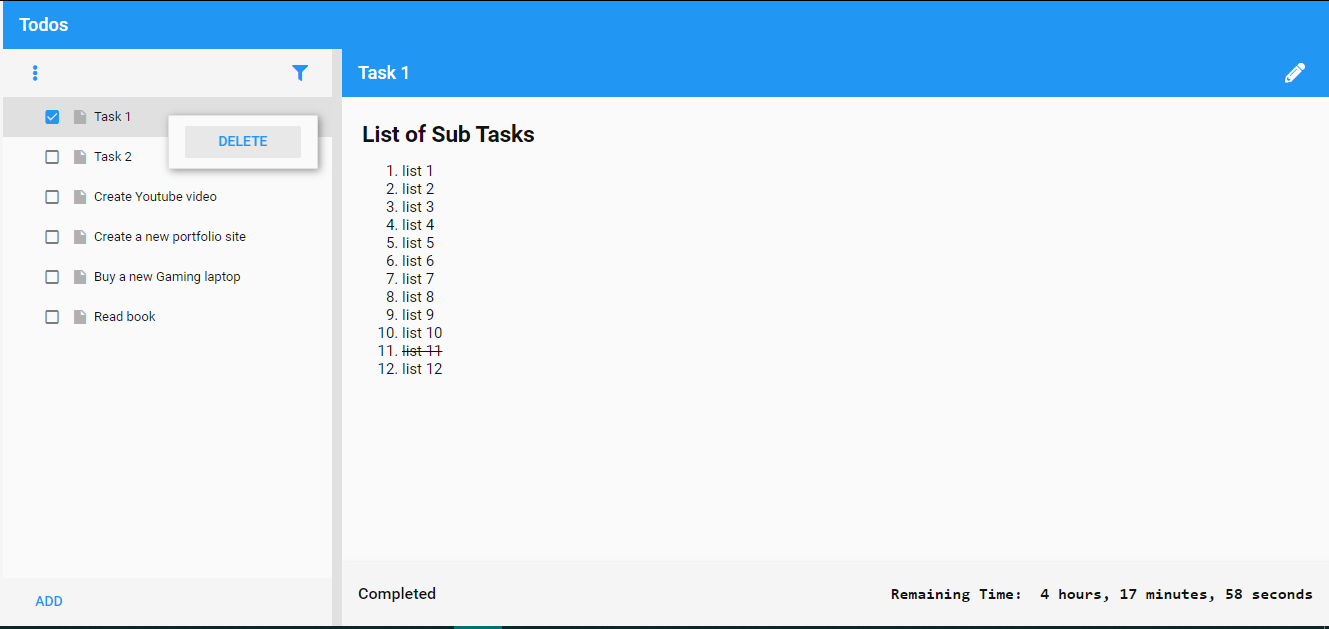 Todos
Task 1
Task 2
DELETE
Create Youtube video
Create a new portfolio site
Buy a new Gaming laptop
Read book
ADD
Task 1
List of Sub Tasks
1. list 1
2. list 2
3. list 3
4. list 4
5. list 5
6. list 6
7. list 7
8. list 8
9. list 9
10. list 10
11. list 11
12. list 12
Completed
Remaining Time: 4 hours, 17 minutes, 58 seconds